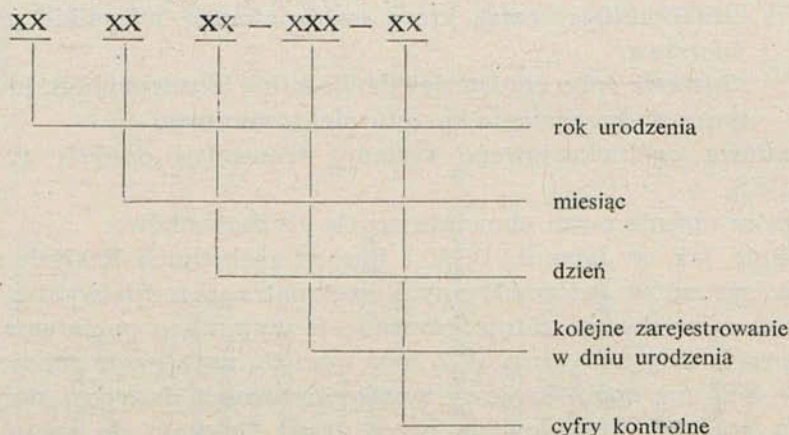 XX XX Xx – XXX – XX
rok urodzenia
miesiąc
dzień
kolejne zarejestrowanie
w dniu urodzenia
cyfry kontrolne